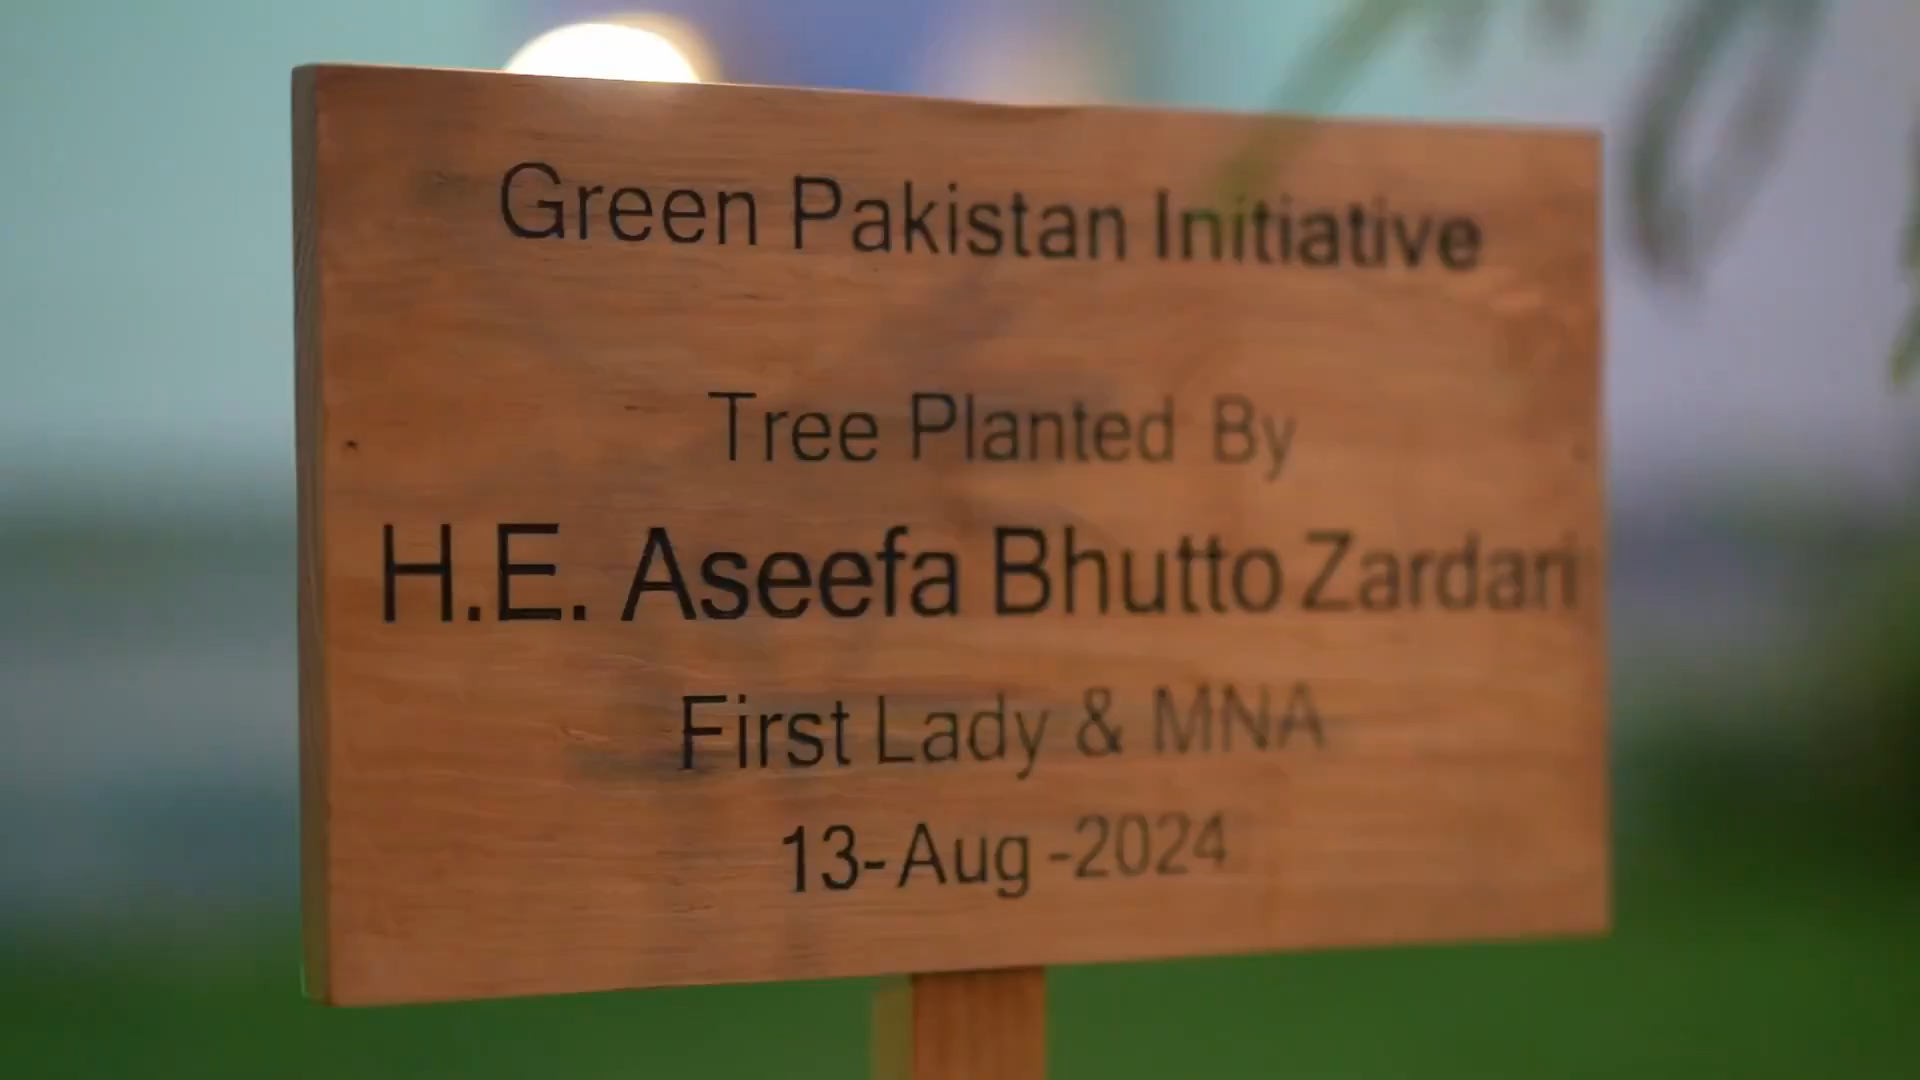 Green Pakistan Initiative
Tree Planted By
H.E. Aseefa Bhutto Zardari
First Lady & MNA
13-Aug-2024